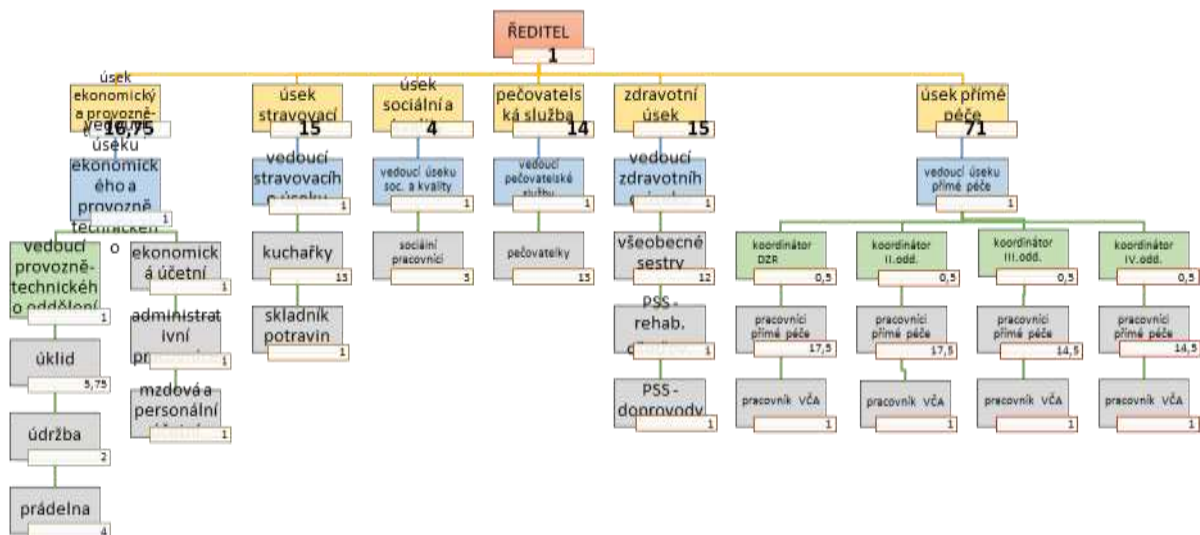 ŘEDITEL
1
úsek
ekonomický
a provozně-
16,75
úsek
stravovací
15
úsek
sociální a
4
pečovatels
ká služba
14
zdravotní
úsek
15
úsek přímé
péče
71
vedoucí
úseku
ekonomick
ého a
provozně
technickéh
o
1
vedoucí
stravovacíh
o úseku
1
vedoucí úseku
soc. a kvality
1
vedoucí
pečovatelské
služby
1
vedoucí
zdravotního
1
vedoucí úseku
přímé péče
1
vedoucí
provozně-
technickéh
o oddělení
1
ekonomick
á účetní
1
kuchařky
13
sociální
pracovníci
3
pečovatelky
13
všeobecné
sestry
12
koordinátor
DZR
0,5
koordinátor
II.odd.
0,5
koordinátor
III.odd.
0,5
koordinátor
IV.odd.
0,5
úklid
5,75
administrat
ivní
1
skladník
potravin
1
PSS -
rehab.
1
pracovníci
přímé péče
17,5
pracovníci
přímé péče
17,5
pracovníci
přímé péče
14,5
pracovníci
přímé péče
14,5
údržba
2
mzdová a
personální
účetní
1
PSS -
doprovody
1
pracovník VČA
1
pracovník VČA
1
pracovník VČA
1
pracovník VČA
1
prádelna
4